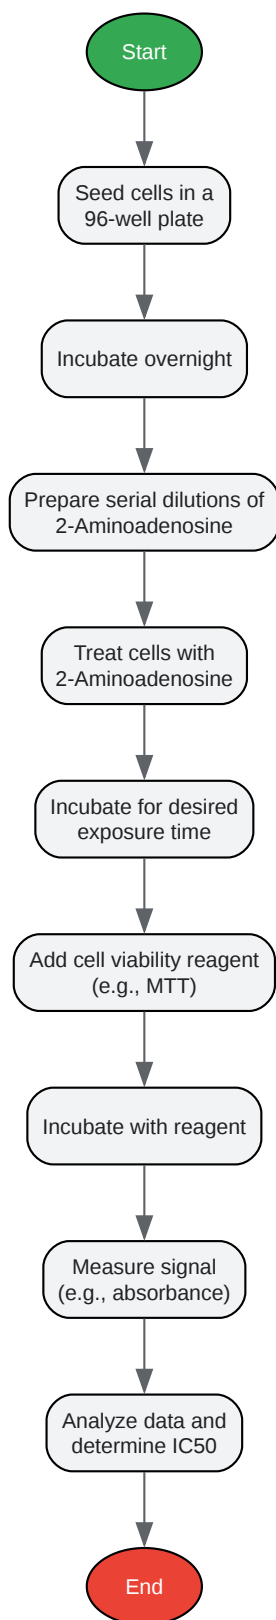 Start
Seed cells in a
96-well plate
Incubate overnight
Prepare serial dilutions of
2-Aminoadenosine
Treat cells with
2-Aminoadenosine
Incubate for desired
exposure time
Add cell viability reagent
(e.g., MTT)
Incubate with reagent
Measure signal
(e.g., absorbance)
Analyze data and
determine IC50
End